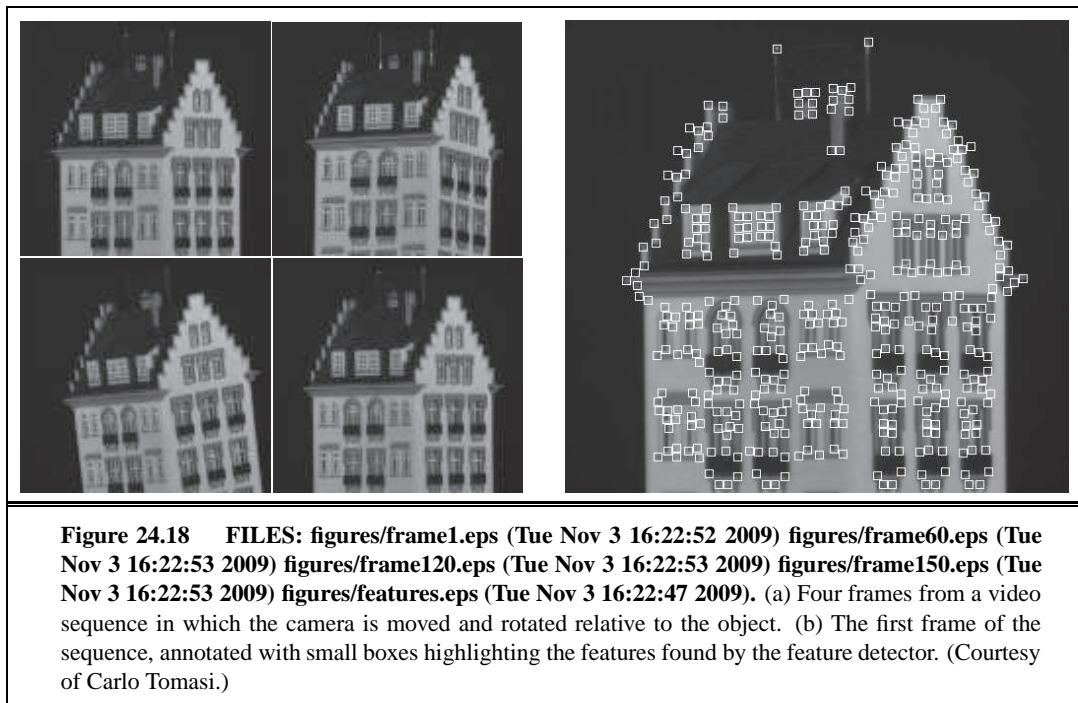 Figure 24.18 FILES: figures/frame1.eps (Tue Nov 3 16:22:52 2009) figures/frame60.eps (Tue
Nov 3 16:22:53 2009) figures/frame120.eps (Tue Nov 3 16:22:53 2009) figures/frame150.eps (Tue
Nov 3 16:22:53 2009) figures/features.eps (Tue Nov 3 16:22:47 2009). (a) Four frames from a video
sequence in which the camera is moved and rotated relative to the object. (b) The first frame of the
sequence, annotated with small boxes highlighting the features found by the feature detector. (Courtesy
of Carlo Tomasi.)